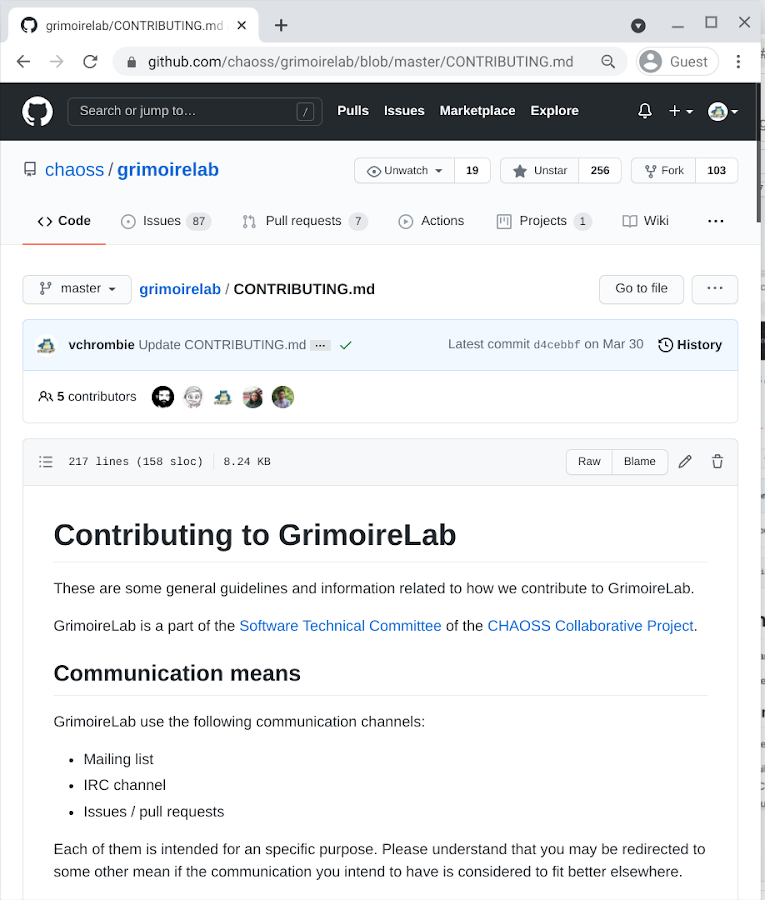 grimoirelab/CONTRIBUTING.md
github.com/chaoss/grimoirelab/blob/master/CONTRIBUTING.md
Guest
Search or jump to…
/
Pulls
Issues
Marketplace
Explore
chaoss / grimoirelab
Unwatch
19
Unstar
256
Fork
103
Code
Issues 87
Pull requests 7
Actions
Projects 1
Wiki
...
master
grimoirelab / CONTRIBUTING.md
Go to file
...
vchrombie Update CONTRIBUTING.md ...
Latest commit d4cebbf on Mar 30
History
5 contributors
217 lines (158 sloc)
8.24 KB
Raw
Blame
Contributing to GrimoireLab
These are some general guidelines and information related to how we contribute to GrimoireLab.
GrimoireLab is a part of the Software Technical Committee of the CHAOSS Collaborative Project.
Communication means
GrimoireLab use the following communication channels:
• Mailing list
• IRC channel
• Issues / pull requests
Each of them is intended for an specific purpose. Please understand that you may be redirected to
some other mean if the communication you intend to have is considered to fit better elsewhere.